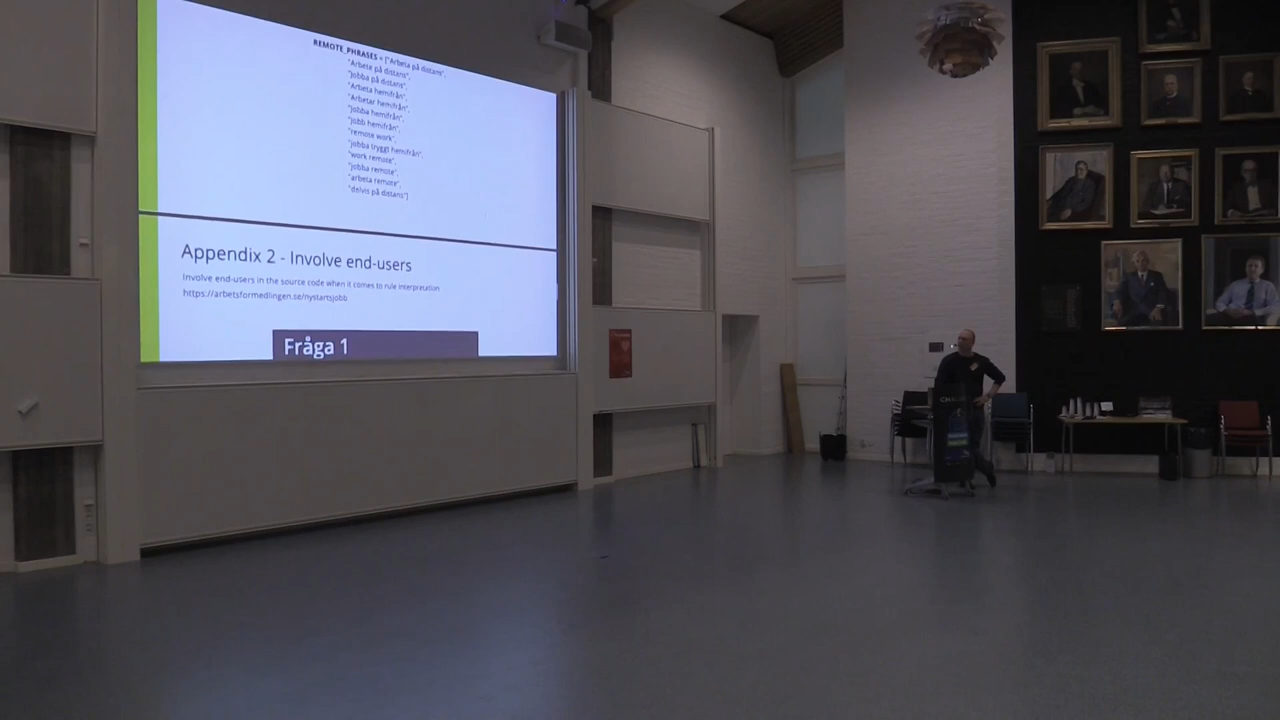 REMOTE_PHRASES = ["Arbeta på distans",
"Arbete på distans",
"Jobba på distans",
"Arbeta hemifrån",
"Arbetar hemifrån",
"Jobba hemifrån",
"jobb hemifrån",
"remote work",
"jobba tryggt hemifrån",
"work remote",
"jobba remote",
"arbeta remote",
"delvis på distans"]
Appendix 2 - Involve end-users
Involve end-users in the source code when it comes to rule interpretation
https://arbetsformedlingen.se/nystartsjobb
Fråga 1